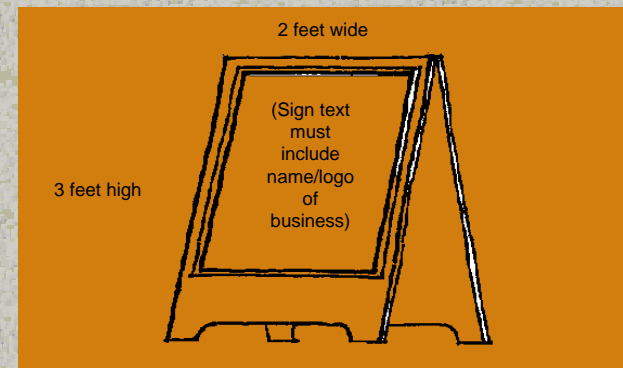 2 feet wide
(Sign text
must
include
name/logo
of
business)
3 feet high